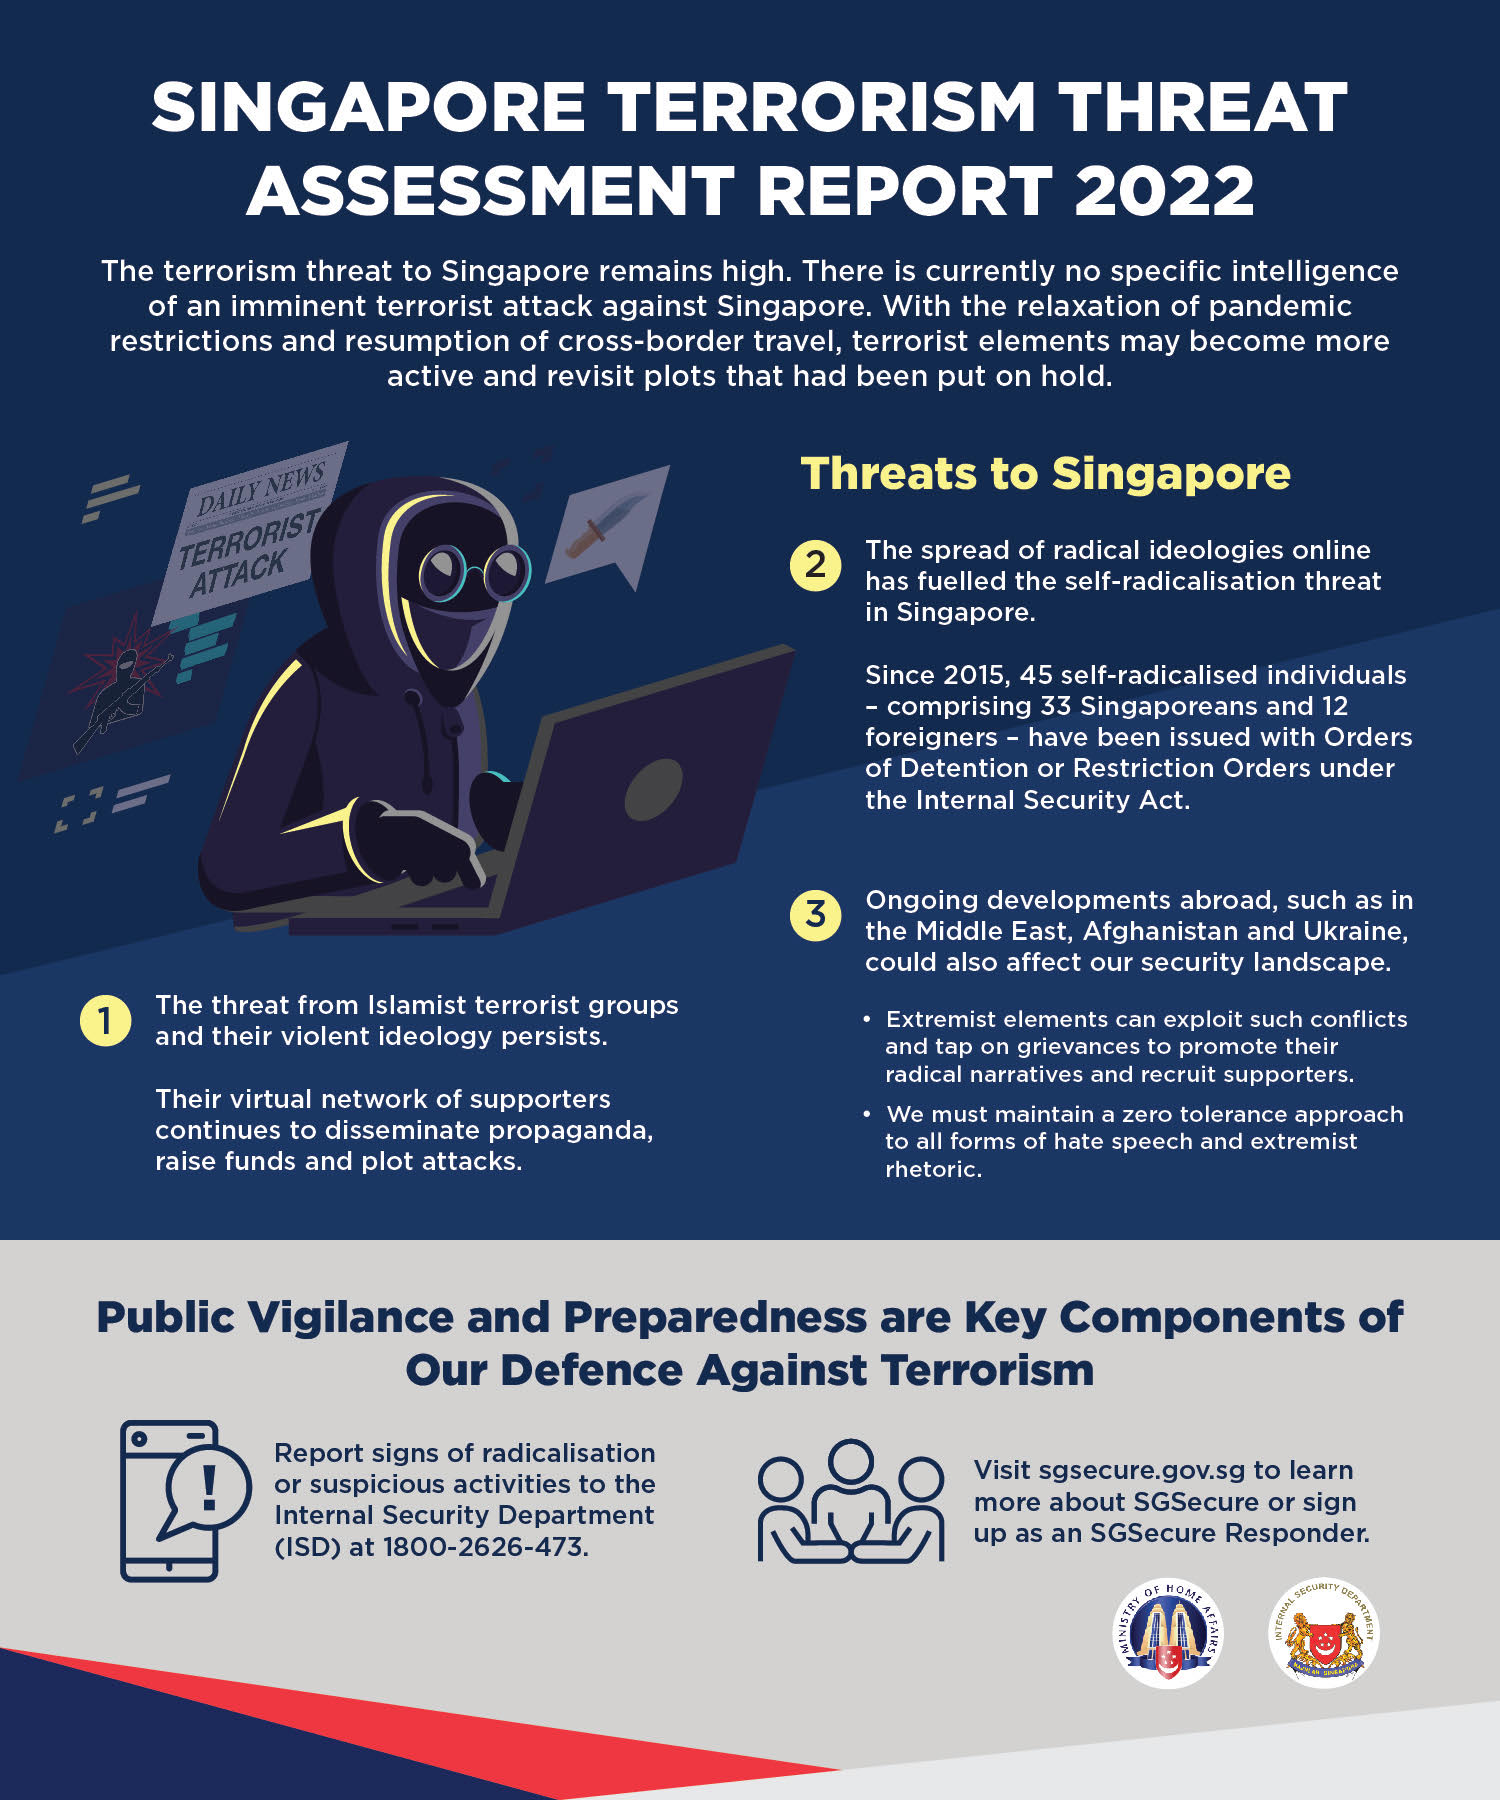 SINGAPORE TERRORISM THREAT
ASSESSMENT REPORT 2022
The terrorism threat to Singapore remains high. There is currently no specific intelligence
of an imminent terrorist attack against Singapore. With the relaxation of pandemic
restrictions and resumption of cross-border travel, terrorist elements may become more
active and revisit plots that had been put on hold.
DAILY NEWS
TERRORIST
ATTACK
Threats to Singapore
1
The threat from Islamist terrorist groups
and their violent ideology persists.
Their virtual network of supporters
continues to disseminate propaganda,
raise funds and plot attacks.
2
The spread of radical ideologies online
has fuelled the self-radicalisation threat
in Singapore.
Since 2015, 45 self-radicalised individuals
– comprising 33 Singaporeans and 12
foreigners – have been issued with Orders
of Detention or Restriction Orders under
the Internal Security Act.
3
Ongoing developments abroad, such as in
the Middle East, Afghanistan and Ukraine,
could also affect our security landscape.
• Extremist elements can exploit such conflicts
and tap on grievances to promote their
radical narratives and recruit supporters.
• We must maintain a zero tolerance approach
to all forms of hate speech and extremist
rhetoric.
Public Vigilance and Preparedness are Key Components of
Our Defence Against Terrorism
!
Report signs of radicalisation
or suspicious activities to the
Internal Security Department
(ISD) at 1800-2626-473.
Visit sgsecure.gov.sg to learn
more about SGSecure or sign
up as an SGSecure Responder.
MINISTRY OF HOME AFFAIRS
INTERNAL SECURITY DEPARTMENT